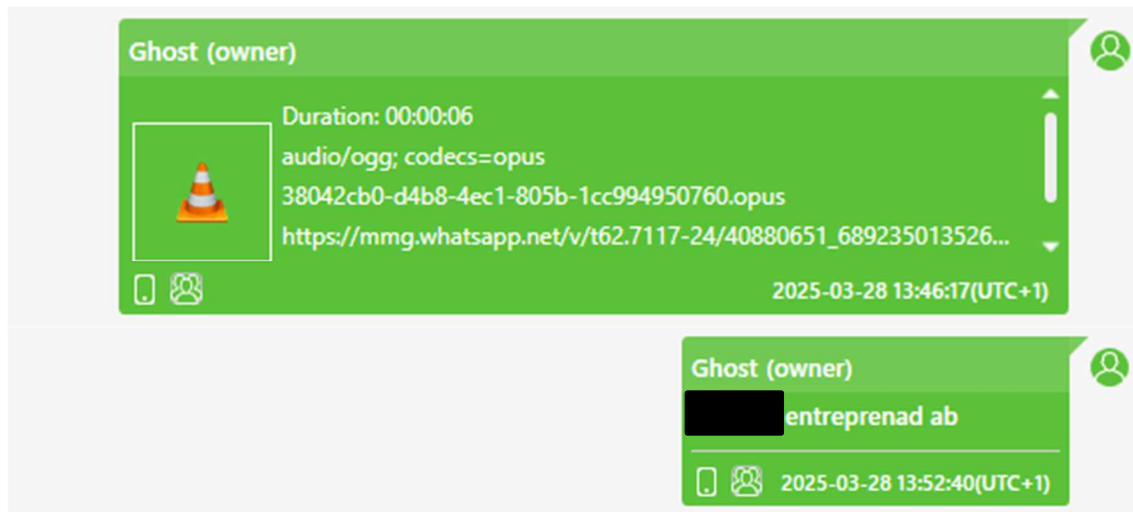 Ghost (owner)
Duration: 00:00:06
audio/ogg; codecs=opus
38042cb0-d4b8-4ec1-805b-1cc994950760.opus
https://mmg.whatsapp.net/v/t62.7117-24/40880651_689235013526...
2025-03-28 13:46:17(UTC+1)
Ghost (owner)
entreprenad ab
2025-03-28 13:52:40(UTC+1)